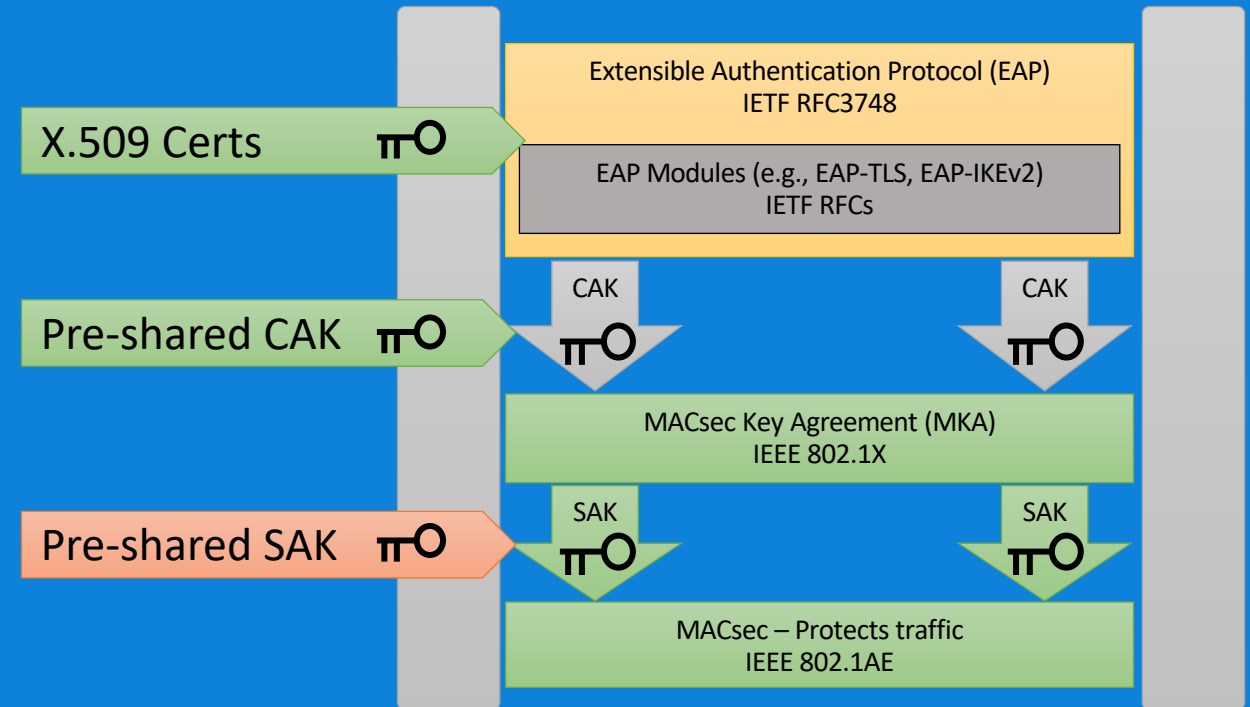 Extensible Authentication Protocol (EAP)
IETF RFC3748
X.509 Certs
EAP Modules (e.g., EAP-TLS, EAP-IKEv2)
IETF RFCs
CAK
CAK
Pre-shared CAK
MACsec Key Agreement (MKA)
IEEE 802.1X
SAK
SAK
Pre-shared SAK
MACsec – Protects traffic
IEEE 802.1AE